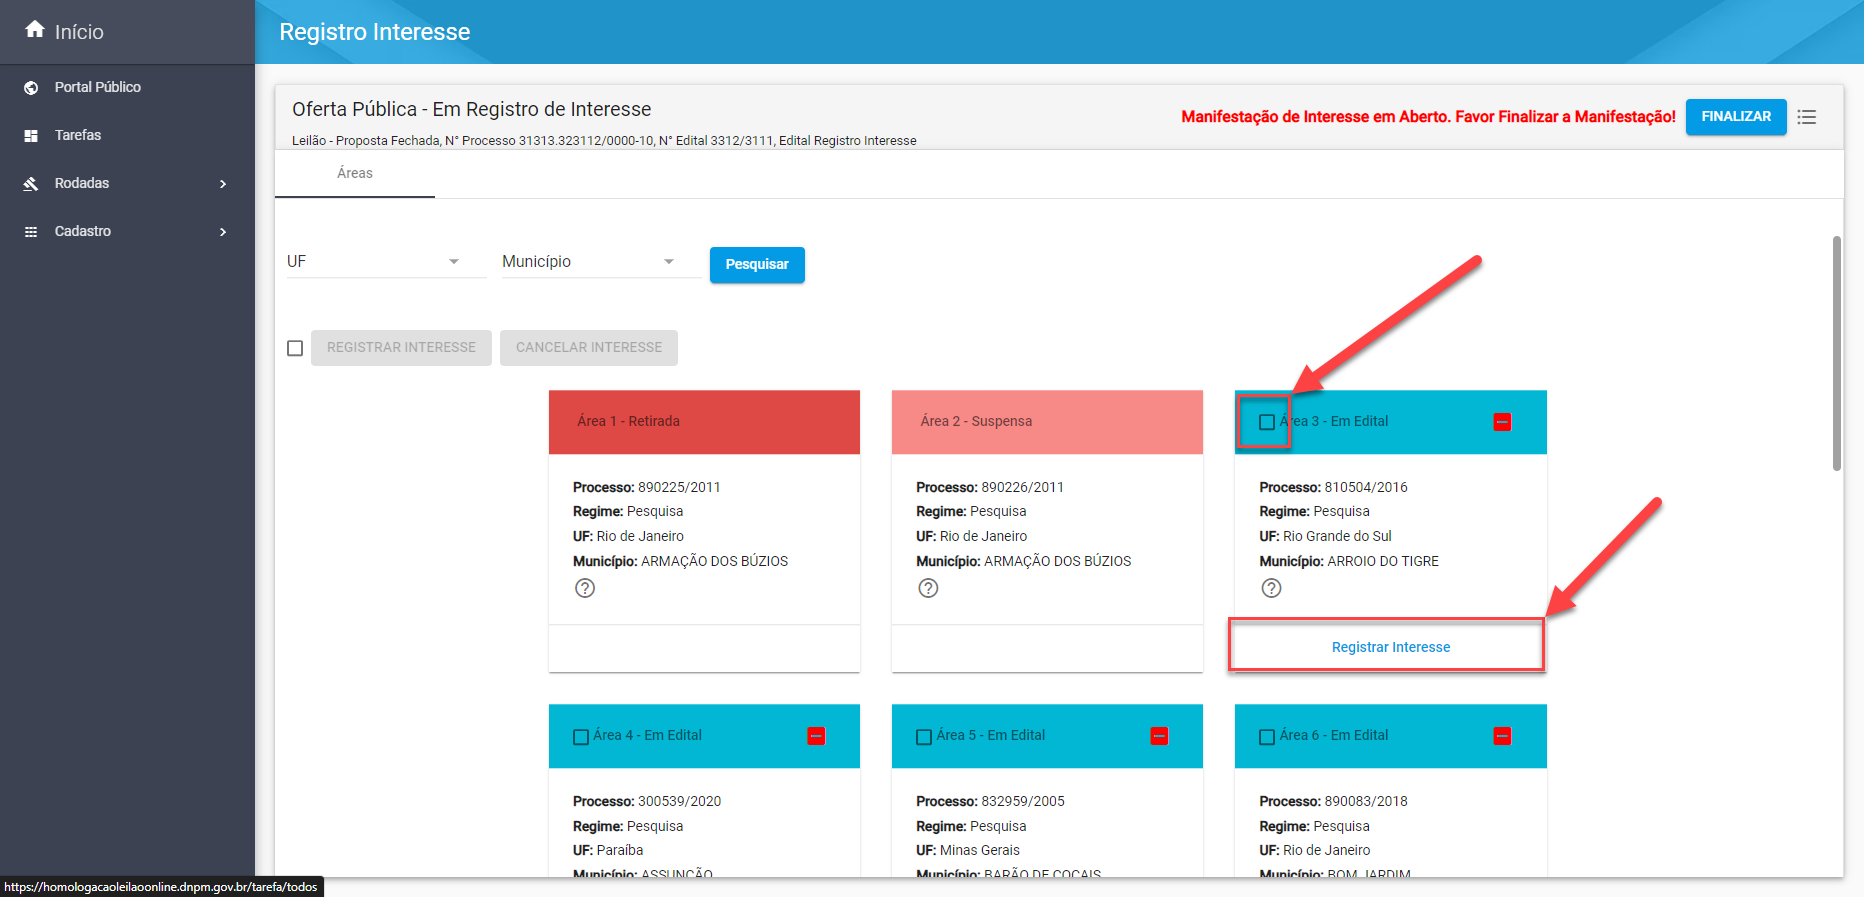 Início
Registro Interesse
Portal Público
Tarefas
Rodadas
Cadastro
Oferta Pública - Em Registro de Interesse
Leilão - Proposta Fechada, N° Processo 31313.323112/0000-10, N° Edital 3312/3111, Edital Registro Interesse
Manifestação de Interesse em Aberto. Favor Finalizar a Manifestação!
FINALIZAR
Áreas
UF
Município
Pesquisar
REGISTRAR INTERESSE
CANCELAR INTERESSE
Área 1 - Retirada
Processo: 890225/2011
Regime: Pesquisa
UF: Rio de Janeiro
Município: ARMAÇÃO DOS BÚZIOS
Área 2 - Suspensa
Processo: 890226/2011
Regime: Pesquisa
UF: Rio de Janeiro
Município: ARMAÇÃO DOS BÚZIOS
Área 3 - Em Edital
Processo: 810504/2016
Regime: Pesquisa
UF: Rio Grande do Sul
Município: ARROIO DO TIGRE
Registrar Interesse
Área 4 - Em Edital
Processo: 300539/2020
Regime: Pesquisa
UF: Paraíba
Município: ASSUNÇÃO
Área 5 - Em Edital
Processo: 832959/2005
Regime: Pesquisa
UF: Minas Gerais
Município: BARÃO DE COCAIS
Área 6 - Em Edital
Processo: 890083/2018
Regime: Pesquisa
UF: Rio de Janeiro
Município: BOM JARDIM
https://homologacaoleilaoonline.dnpm.gov.br/tarefa/todos